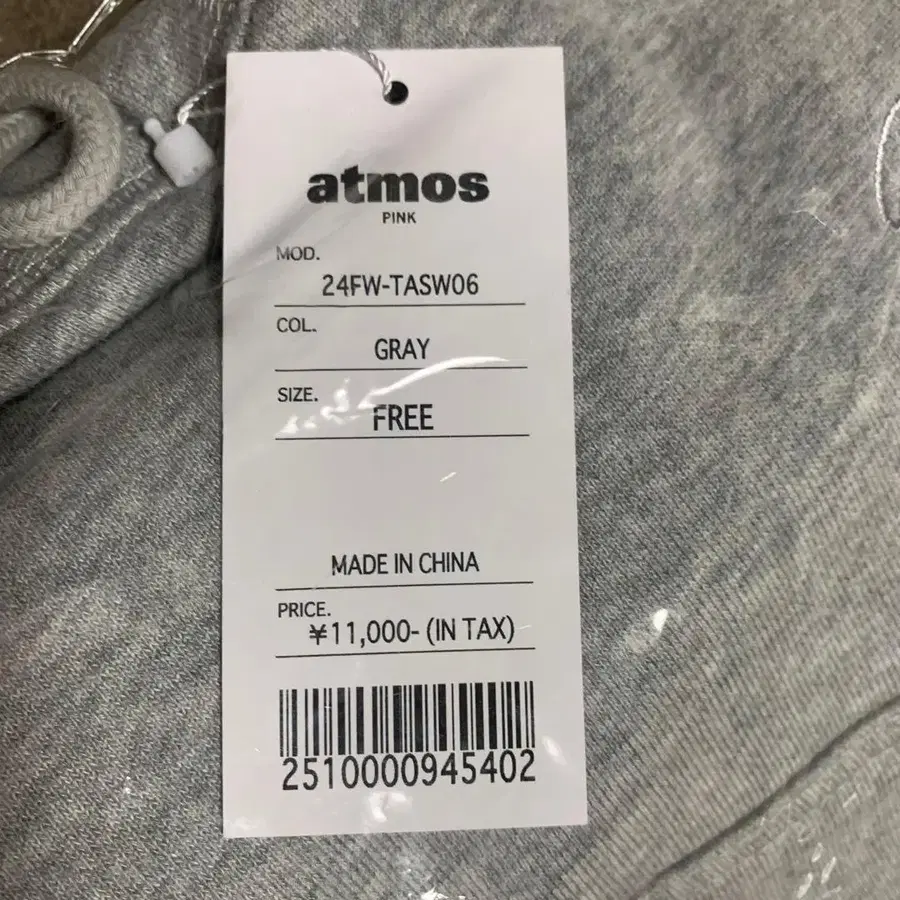 atmos
PINK
MOD.
24FW-TASW06
COL.
GRAY
SIZE.
FREE
MADE IN CHINA
PRICE.
¥11,000- (IN TAX)
2510000945402